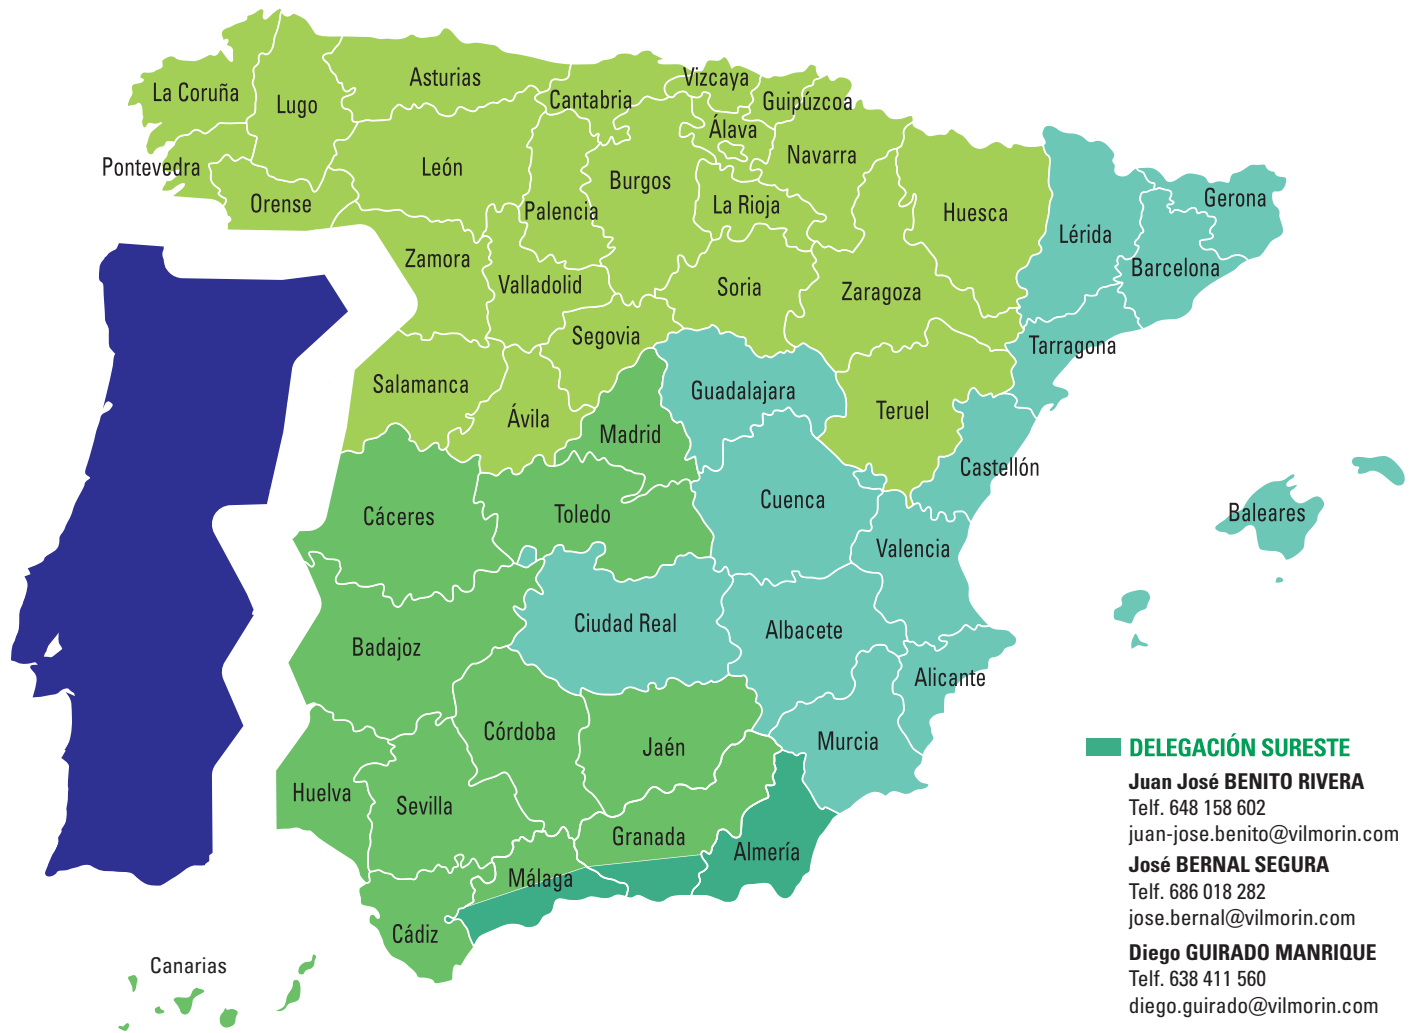 Asturias
Vizcaya
La Coruña
Lugo
Cantabria
Guipúzcoa
Álava
Navarra
Pontevedra
León
Burgos
Orense
Palencia
La Rioja
Huesca
Gerona
Lérida
Zamora
Barcelona
Valladolid
Soria
Zaragoza
Segovia
Tarragona
Salamanca
Guadalajara
Ávila
Teruel
Madrid
Castellón
Cuenca
Cáceres
Toledo
Baleares
Valencia
Ciudad Real
Albacete
Badajoz
Alicante
Córdoba
Jaén
Murcia
Huelva
Sevilla
Granada
Almería
Málaga
Cádiz
Canarias
DELEGACIÓN SURESTE
Juan José BENITO RIVERA
Telf. 648 158 602
juan-jose.benito@vilmorin.com
José BERNAL SEGURA
Telf. 686 018 282
jose.bernal@vilmorin.com
Diego GUIRADO MANRIQUE
Telf. 638 411 560
diego.guirado@vilmorin.com